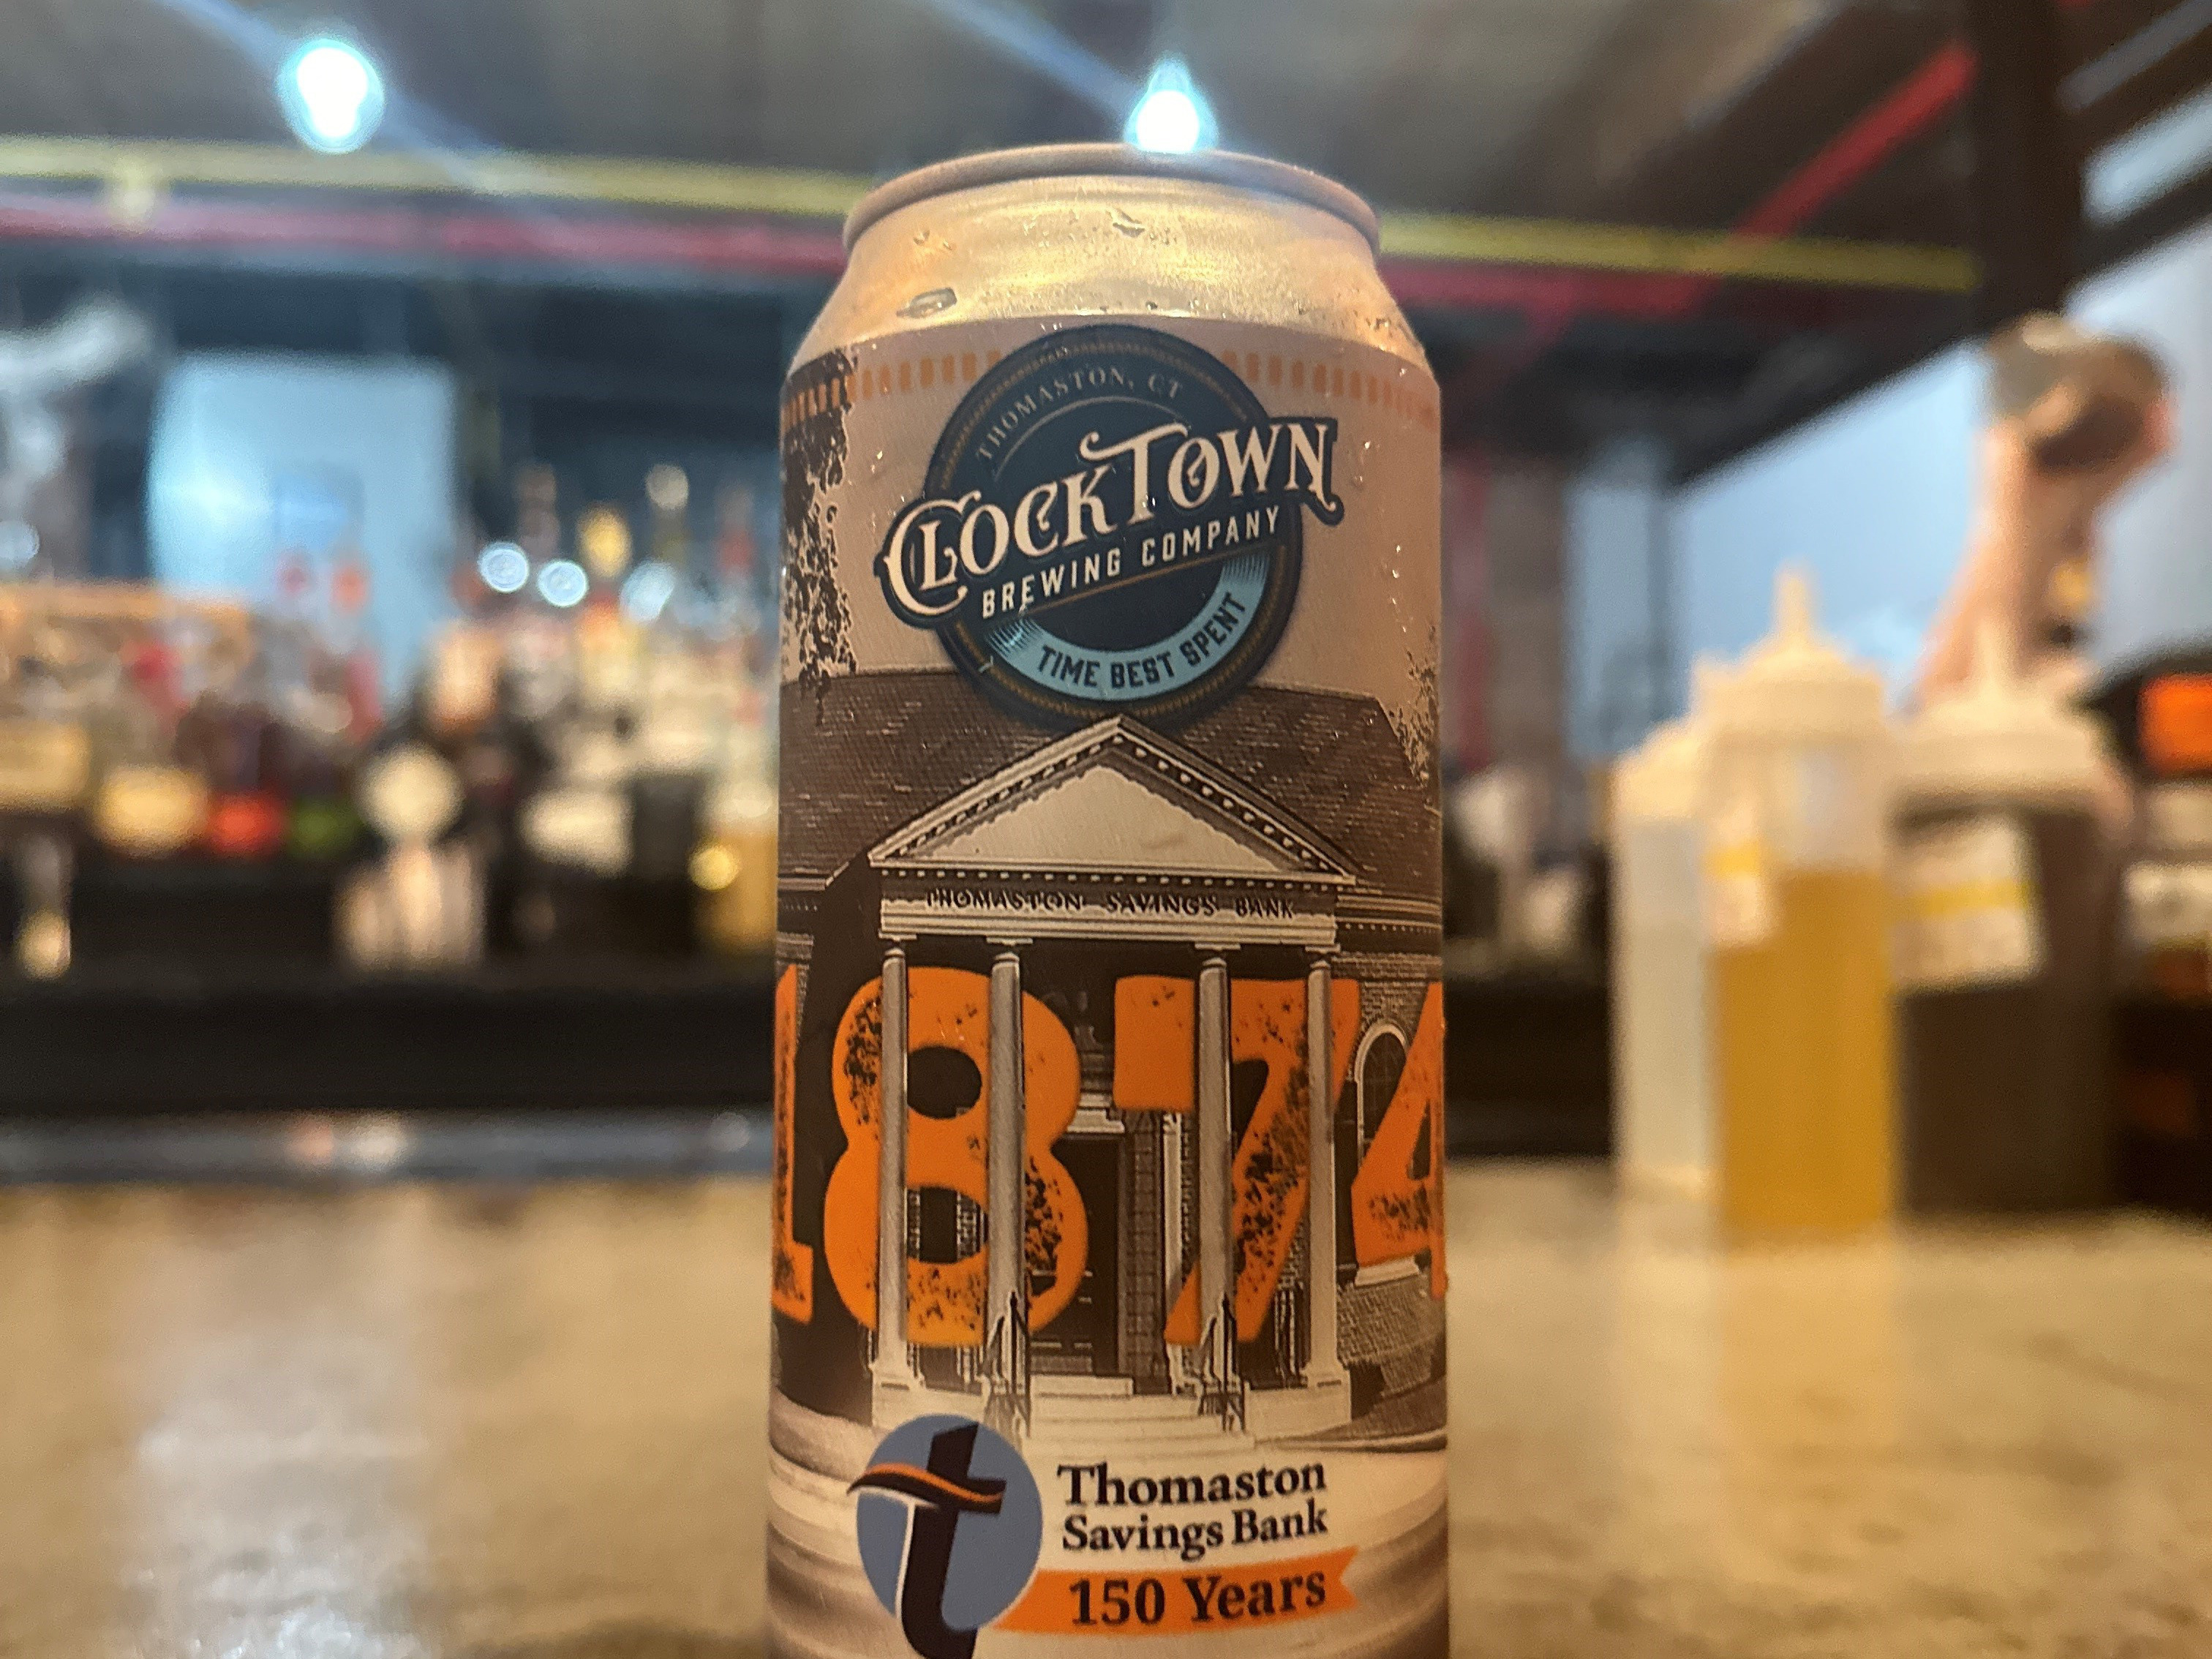 THOMASTON, CT
CLOCKTOWN
BREWING COMPANY
TIME BEST SPENT
THOMASTON SAVINGS BANK
1874
t
Thomaston
Savings Bank
150 Years